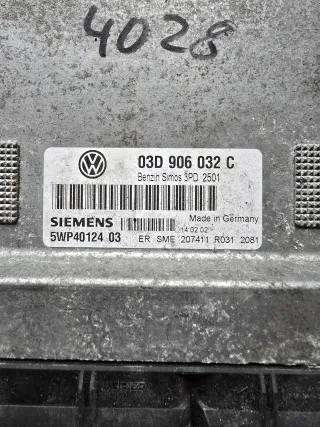 4028
03D 906 032 C
Benzin Simos 3PD 2501
Made in Germany
SIEMENS
14.02.02
5WP40124 03
ER SME 207411 R031 2081